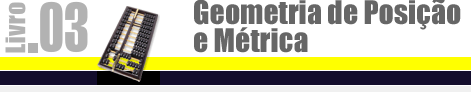 Livro
.03
Geometria de Posição
e Métrica